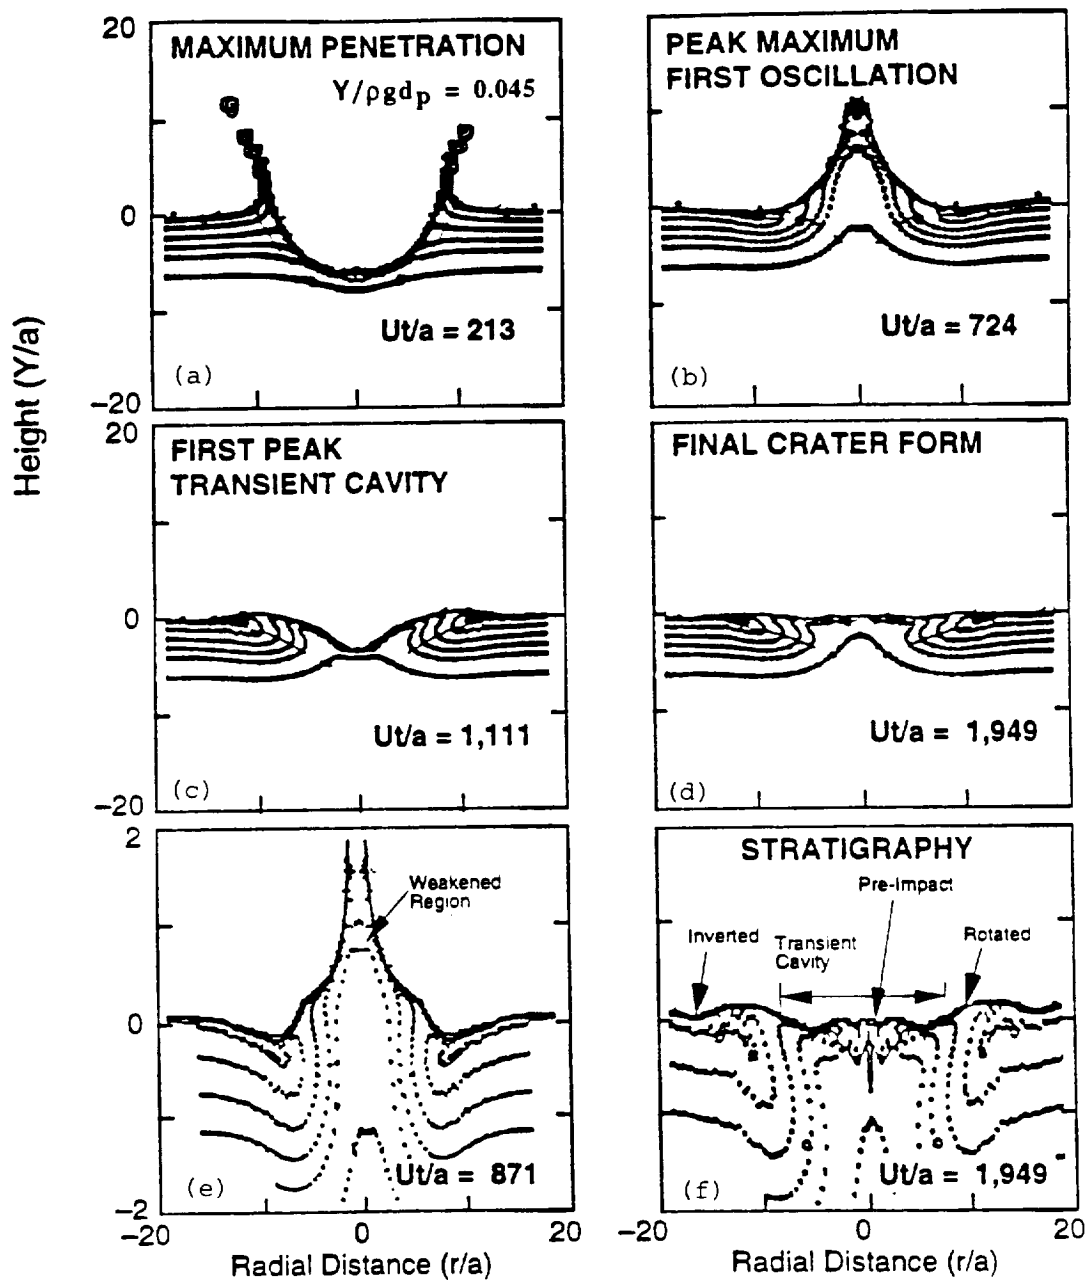 Height (Y/a)
20
0
−20
MAXIMUM PENETRATION
Y/ρgdp = 0.045
Ut/a = 213
(a)
PEAK MAXIMUM
FIRST OSCILLATION
Ut/a = 724
(b)
20
0
−20
FIRST PEAK
TRANSIENT CAVITY
Ut/a = 1,111
(c)
FINAL CRATER FORM
Ut/a = 1,949
(d)
2
0
−2
Weakened
Region
Ut/a = 871
(e)
−20
0
20
Radial Distance (r/a)
STRATIGRAPHY
Pre-Impact
Inverted
Transient
Cavity
Rotated
Ut/a = 1,949
(f)
−20
0
20
Radial Distance (r/a)